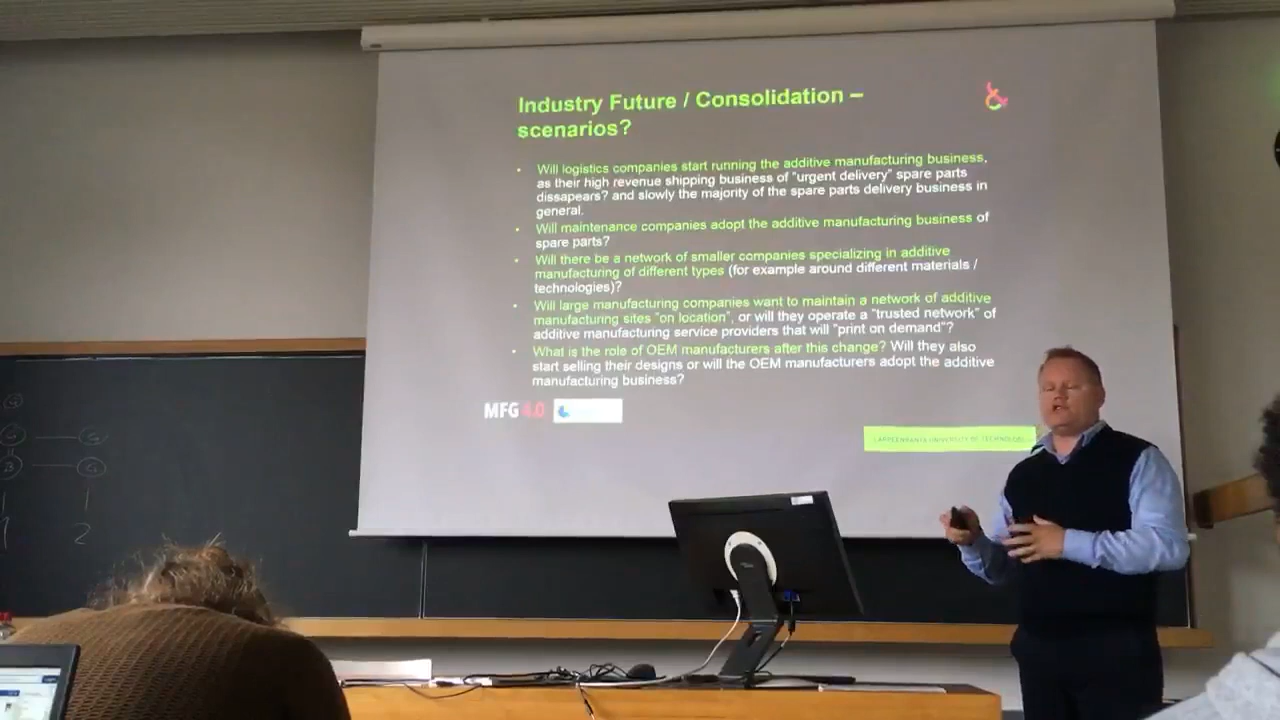 Industry Future / Consolidation –
scenarios?
• Will logistics companies start running the additive manufacturing business,
as their high revenue shipping business of "urgent delivery" spare parts
dissapears? and slowly the majority of the spare parts delivery business in
general.
• Will maintenance companies adopt the additive manufacturing business of
spare parts?
• Will there be a network of smaller companies specializing in additive
manufacturing of different types (for example around different materials /
technologies)?
• Will large manufacturing companies want to maintain a network of additive
manufacturing sites "on location", or will they operate a "trusted network" of
additive manufacturing service providers that will "print on demand"?
• What is the role of OEM manufacturers after this change? Will they also
start selling their designs or will the OEM manufacturers adopt the additive
manufacturing business?
MFG 4.0
LAPPEENRANTA UNIVERSITY OF TECHNOLOGY
G
G G
B G
1 1
2